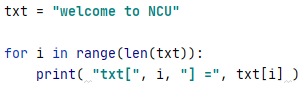 txt = "welcome to NCU"
for i in range(len(txt)):
    print( "txt[", i, "] =", txt[i] )